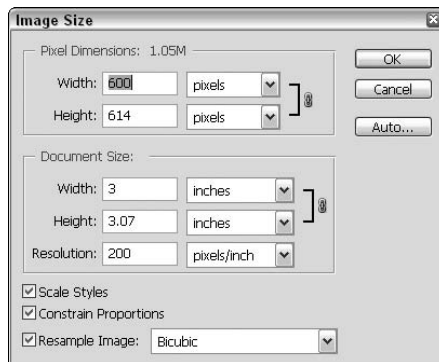 Image Size
Pixel Dimensions: 1.05M
OK
Width: 600 pixels
Cancel
Height: 614 pixels
Auto...
Document Size:
Width: 3 inches
Height: 3.07 inches
Resolution: 200 pixels/inch
Scale Styles
Constrain Proportions
Resample Image: Bicubic